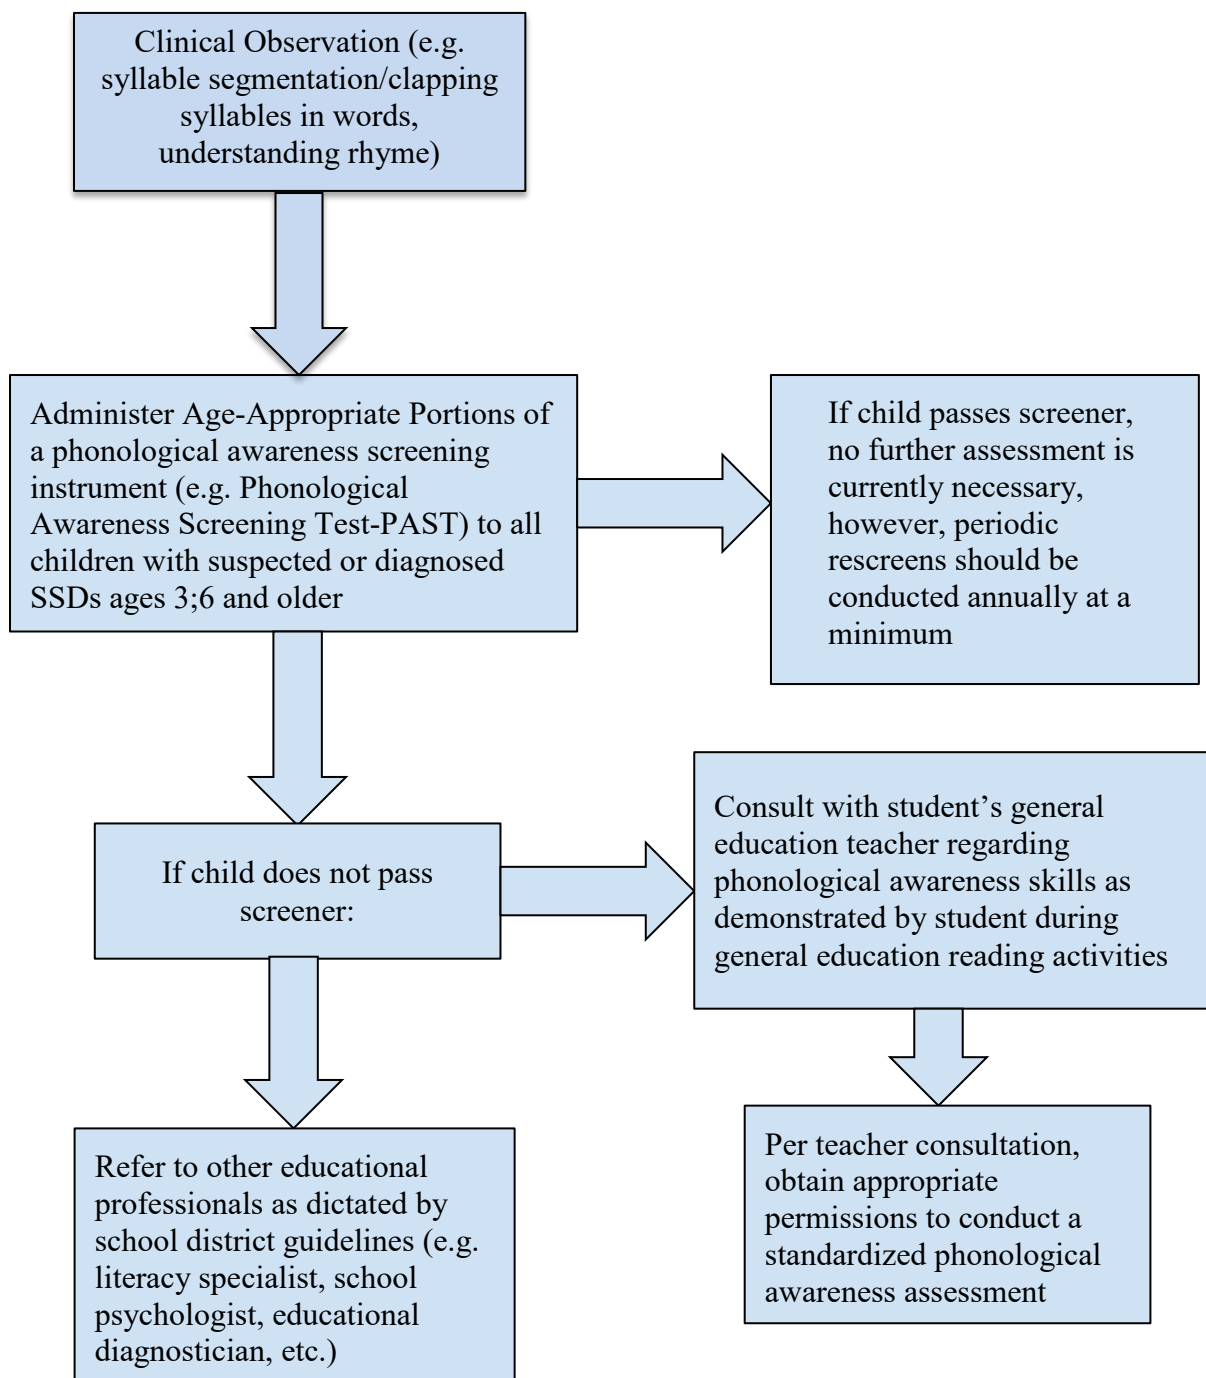 Clinical Observation (e.g.
syllable segmentation/clapping
syllables in words,
understanding rhyme)
Administer Age-Appropriate Portions of
a phonological awareness screening
instrument (e.g. Phonological
Awareness Screening Test-PAST) to all
children with suspected or diagnosed
SSDs ages 3;6 and older
If child passes screener,
no further assessment is
currently necessary,
however, periodic
rescreens should be
conducted annually at a
minimum
If child does not pass
screener:
Consult with student’s general
education teacher regarding
phonological awareness skills as
demonstrated by student during
general education reading activities
Refer to other educational
professionals as dictated by
school district guidelines (e.g.
literacy specialist, school
psychologist, educational
diagnostician, etc.)
Per teacher consultation,
obtain appropriate
permissions to conduct a
standardized phonological
awareness assessment